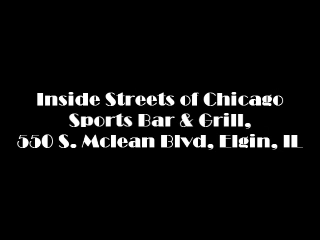 Inside Streets of Chicago
Sports Bar & Grill,
550 S. Mclean Blvd, Elgin, IL